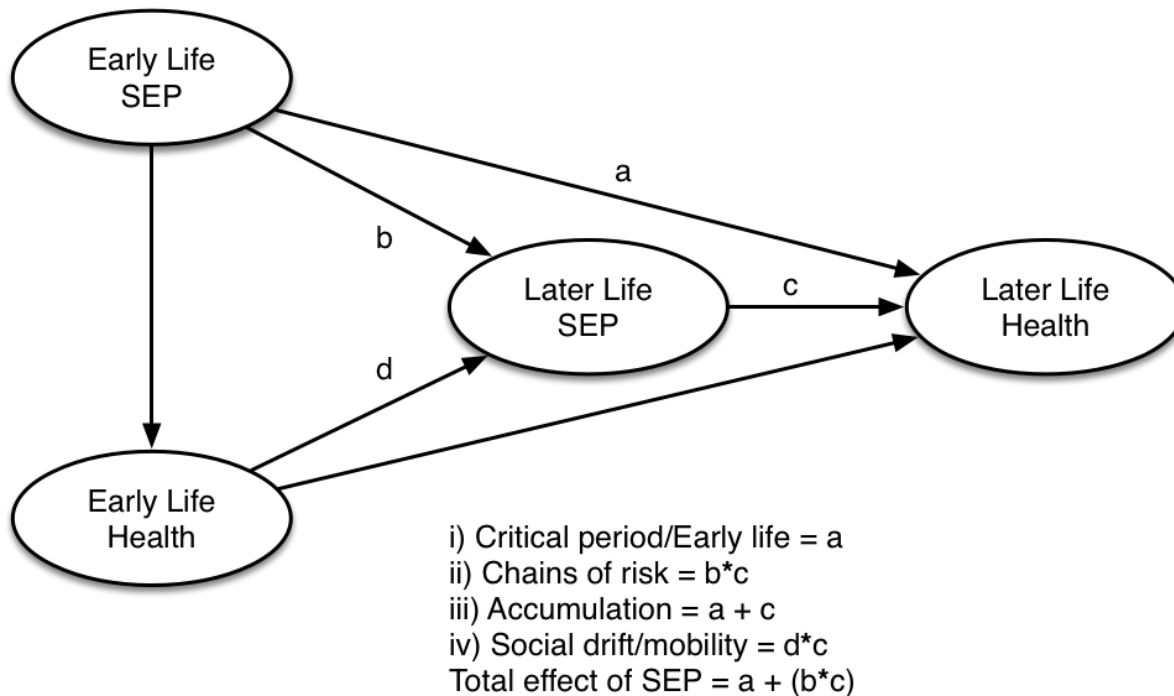 Early Life
SEP
a
b
Later Life
SEP
c
Later Life
Health
d
Early Life
Health
i) Critical period/Early life = a
ii) Chains of risk = b*c
iii) Accumulation = a + c
iv) Social drift/mobility = d*c
Total effect of SEP = a + (b*c)